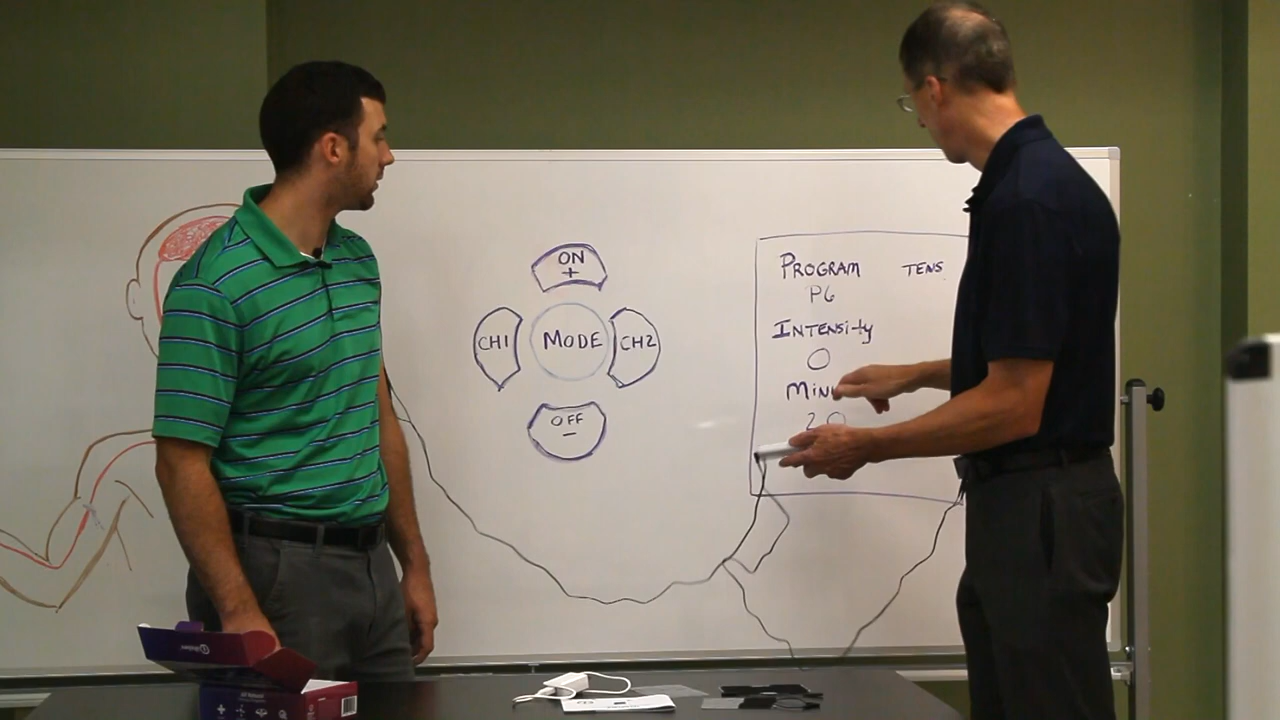 ON
+
CH1
MODE
CH2
OFF
−
PROGRAM TENS
P6
INTENSITY
0
20